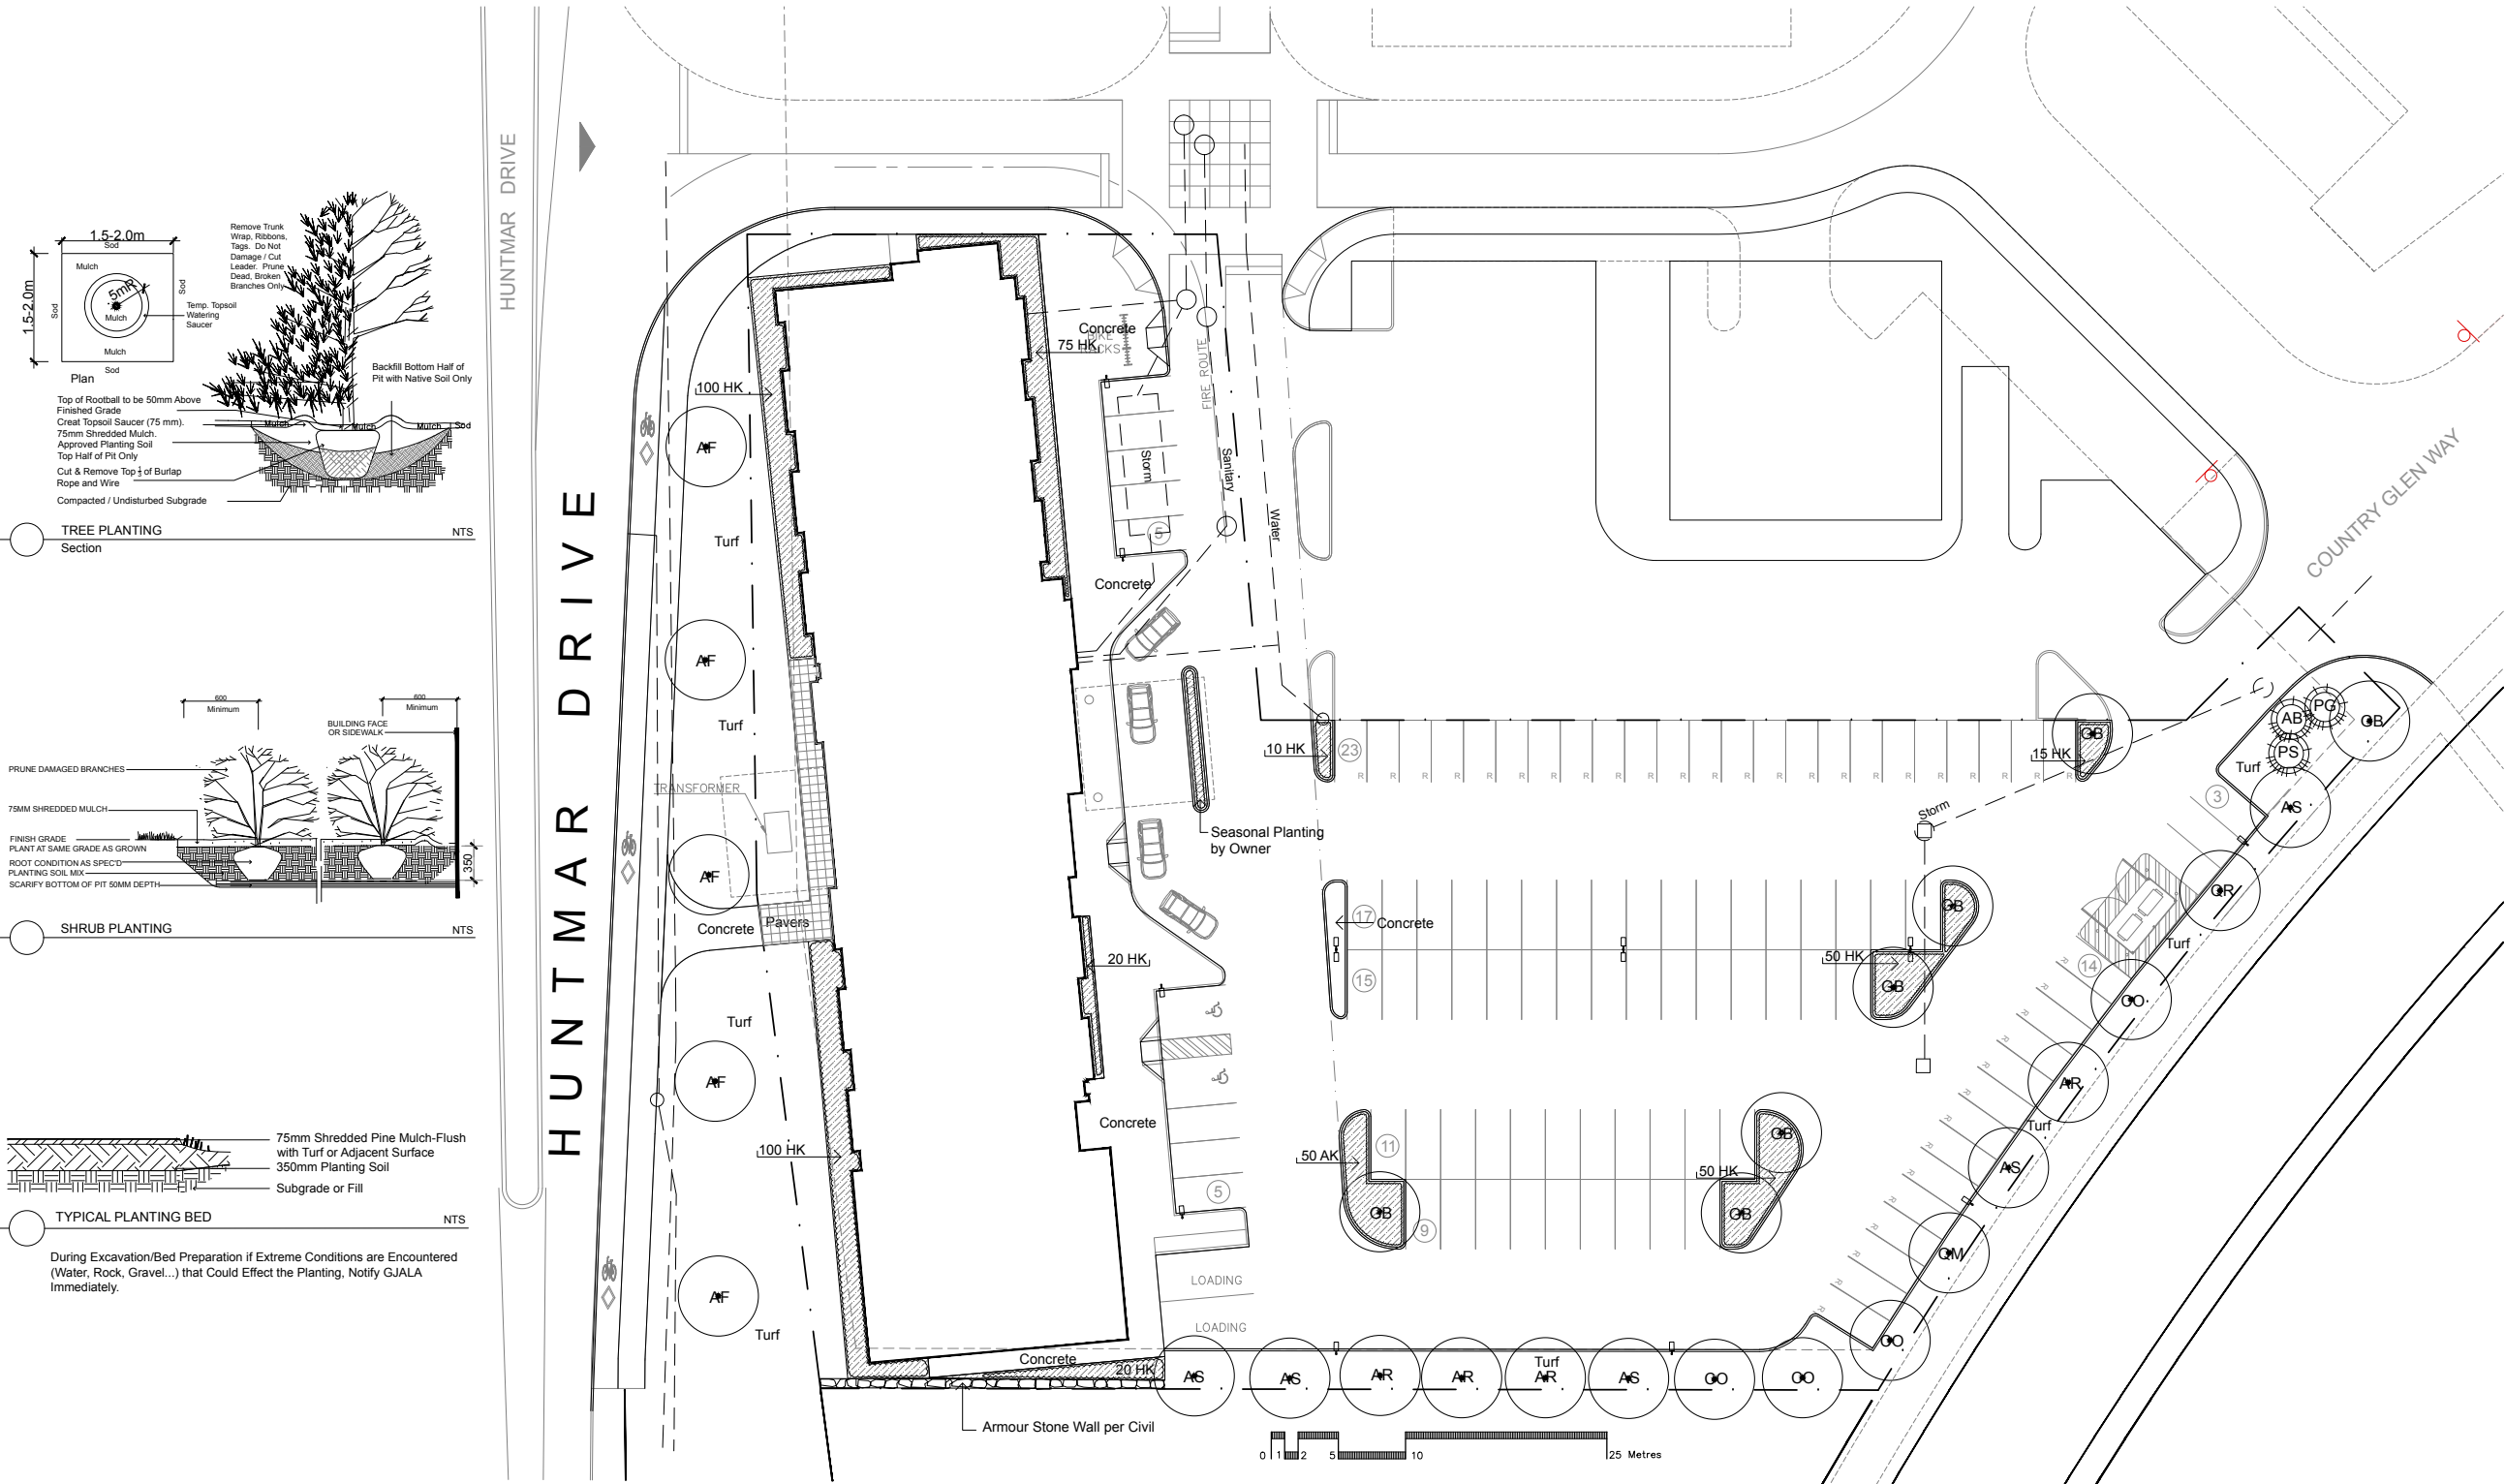 1.5-2.0m
Sod
Mulch
1.5-2.0m
Sod
.5mR
Sod
Mulch
Mulch
Sod
Plan
Remove Trunk
Wrap, Ribbons,
Tags. Do Not
Damage / Cut
Leader. Prune
Dead, Broken
Branches Only
Temp. Topsoil
Watering
Saucer
Backfill Bottom Half of
Pit with Native Soil Only
Top of Rootball to be 50mm Above
Finished Grade
Creat Topsoil Saucer (75 mm).
75mm Shredded Mulch.
Approved Planting Soil
Top Half of Pit Only
Cut & Remove Top of Burlap
Rope and Wire
Compacted / Undisturbed Subgrade
Mulch
Mulch
Mulch
Sod
TREE PLANTING
NTS
Section
600
Minimum
600
Minimum
BUILDING FACE
OR SIDEWALK
PRUNE DAMAGED BRANCHES
75MM SHREDDED MULCH
FINISH GRADE
PLANT AT SAME GRADE AS GROWN
ROOT CONDITION AS SPEC'D
PLANTING SOIL MIX
SCARIFY BOTTOM OF PIT 50MM DEPTH
350
SHRUB PLANTING
NTS
75mm Shredded Pine Mulch-Flush
with Turf or Adjacent Surface
350mm Planting Soil
Subgrade or Fill
TYPICAL PLANTING BED
NTS
During Excavation/Bed Preparation if Extreme Conditions are Encountered
(Water, Rock, Gravel...) that Could Effect the Planting, Notify GJALA
Immediately.
HUNTMAR DRIVE
HUNTMAR DRIVE
100 HK
AF
Turf
AF
Turf
TRANSFORMER
AF
Concrete
Pavers
Turf
AF
100 HK
AF
Turf
Concrete
BIKE
RACKS
75 HK
FIRE ROUTE
Storm
Sanitary
Water
5
Concrete
Seasonal Planting
by Owner
20 HK
Concrete
5
LOADING
LOADING
Concrete
20 HK
Armour Stone Wall per Civil
10 HK
23
R R R R R R R R R R R R R R R R R R R R R R R
15 HK
GB
Storm
17
Concrete
15
50 HK
GB
GB
11
50 AK
GB
9
50 HK
GB
GB
COUNTRY GLEN WAY
AB
PG
PS
GB
Turf
AS
3
QR
Turf
14
CO
AR
Turf
AS
QM
CO
R R R R R R R R R R R R R
AS
AS
AR
AR
Turf
AR
AS
CO
CO
0 1 2 5 10 25 Metres